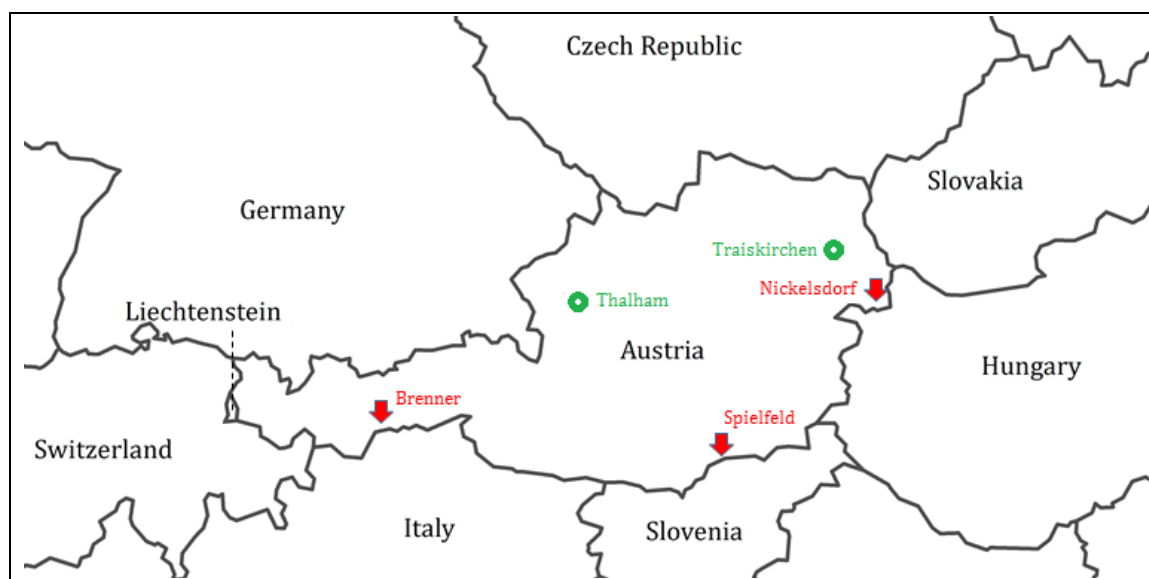 Czech Republic
Slovakia
Germany
Traiskirchen
Nickelsdorf
Thalham
Liechtenstein
Austria
Hungary
Brenner
Spielfeld
Switzerland
Italy
Slovenia